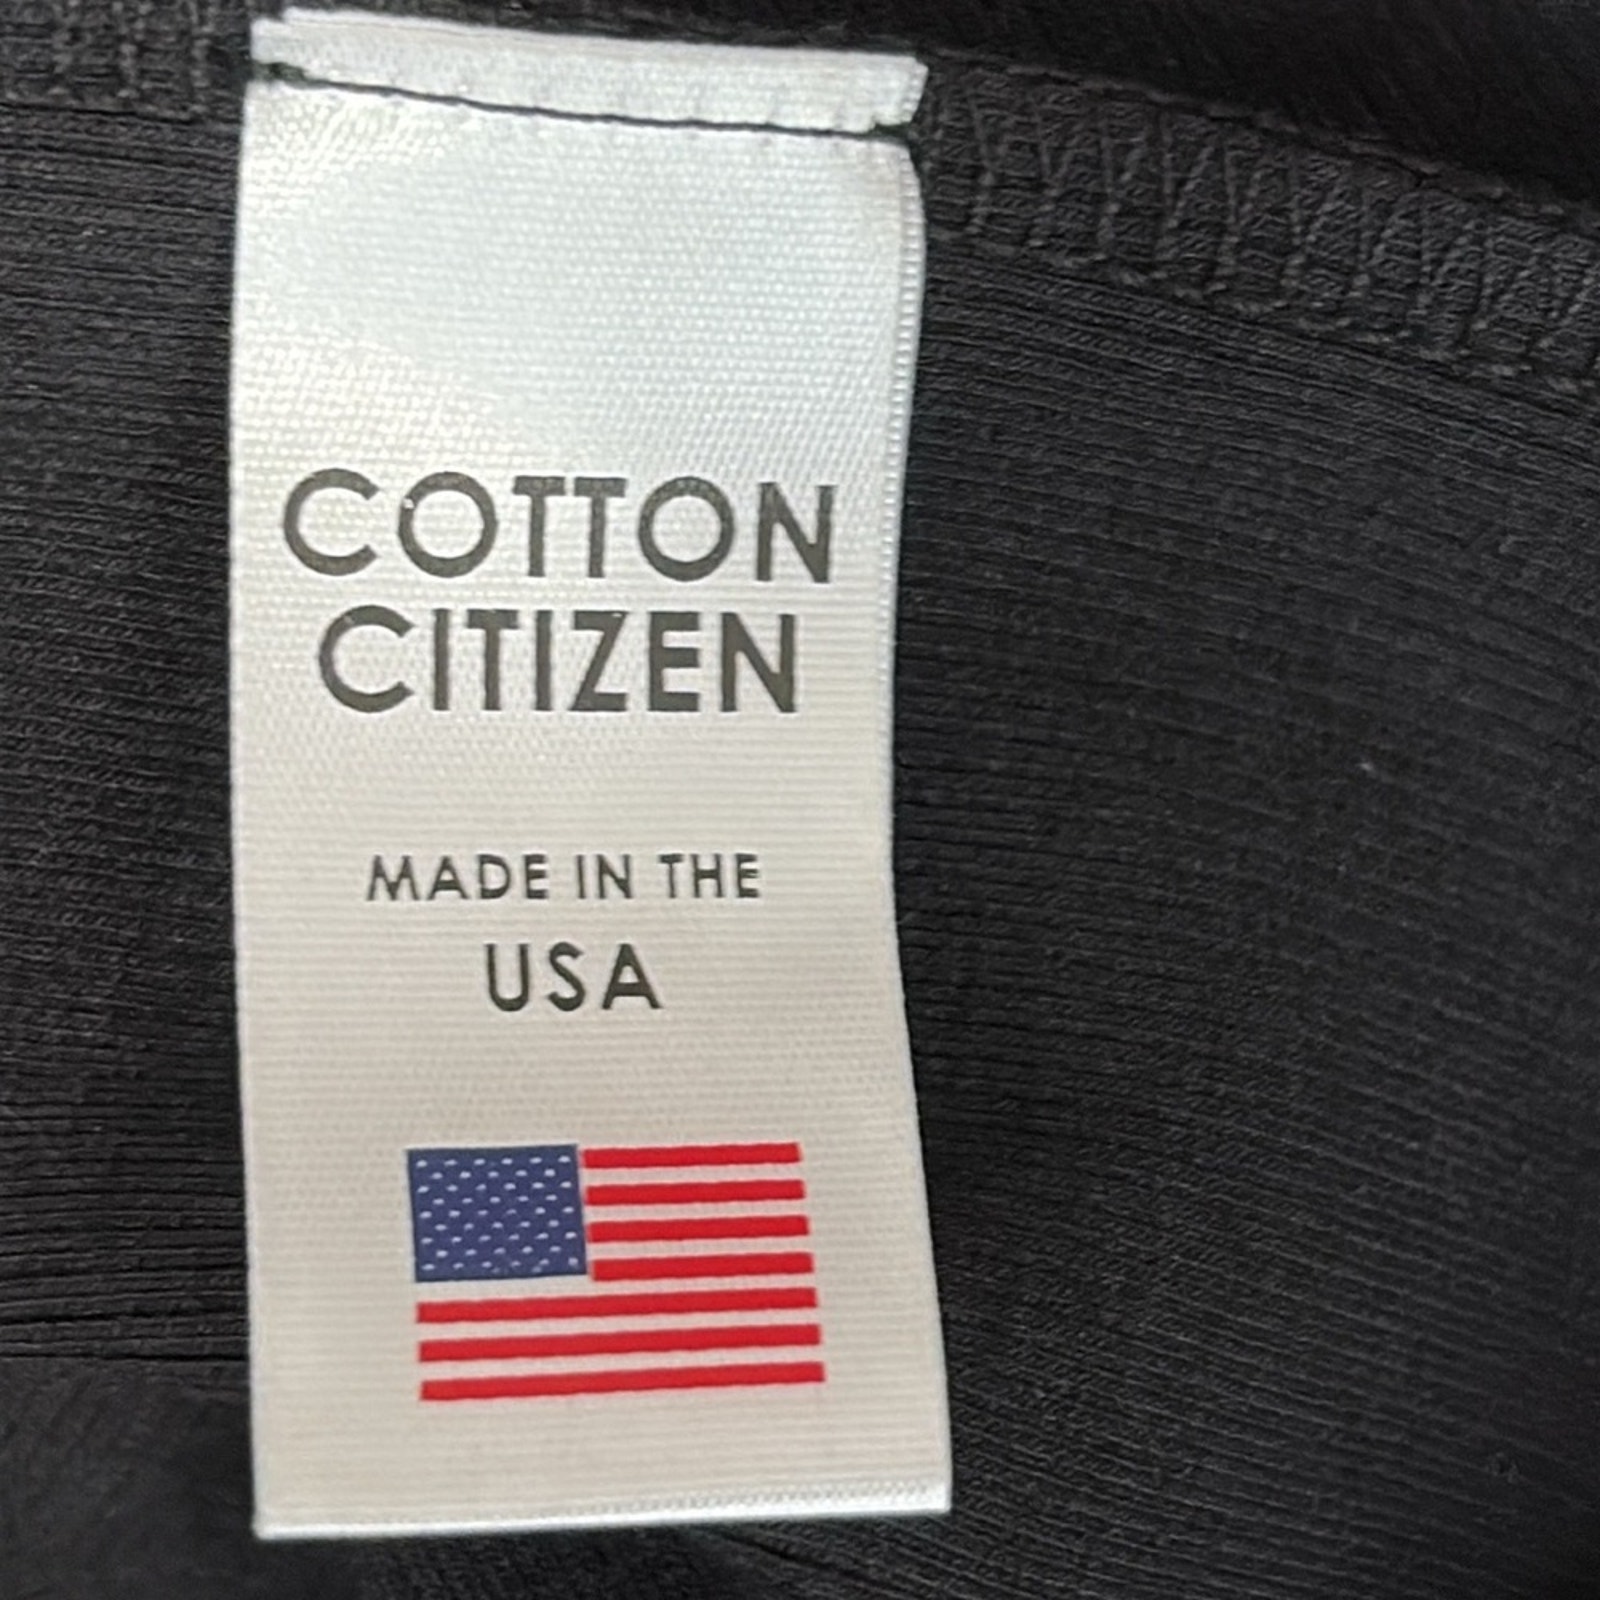 COTTON
CITIZEN
MADE IN THE
USA